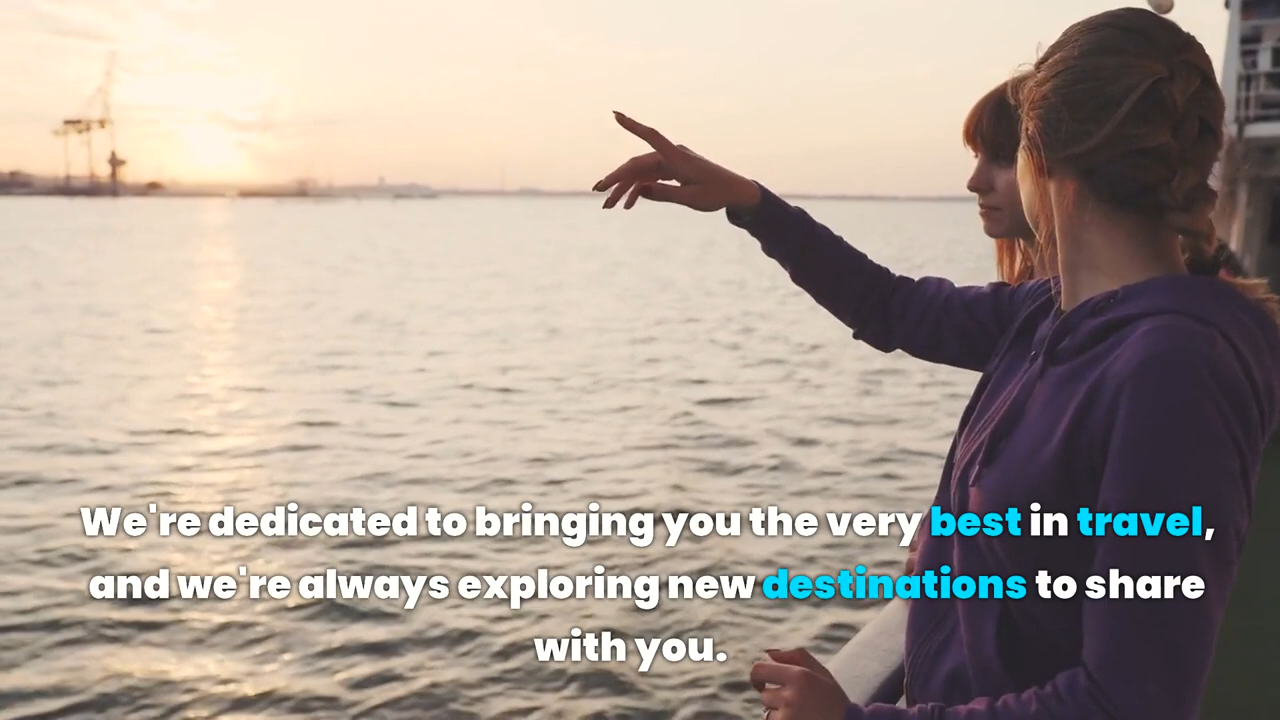 We're dedicated to bringing you the very best in travel,
and we're always exploring new destinations to share
with you.